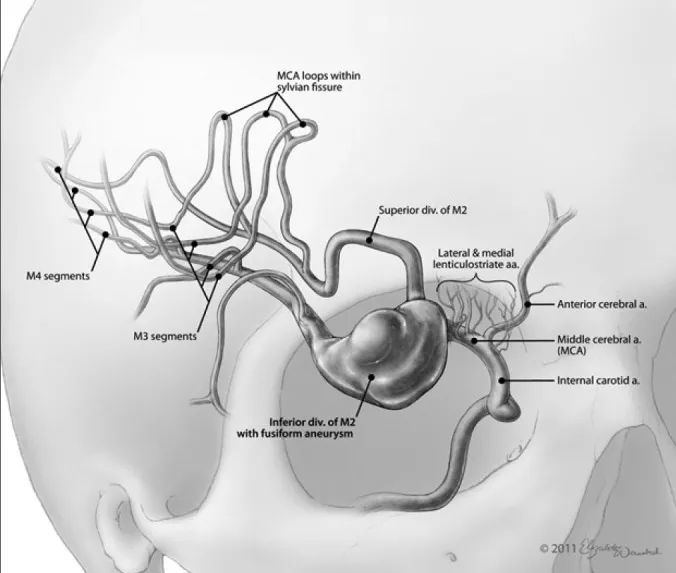 MCA loops within
sylvian fissure
Superior div. of M2
Lateral & medial
lenticulostriate aa.
M4 segments
Anterior cerebral a.
M3 segments
Middle cerebral a.
(MCA)
Internal carotid a.
Inferior div. of M2
with fusiform aneurysm
© 2011